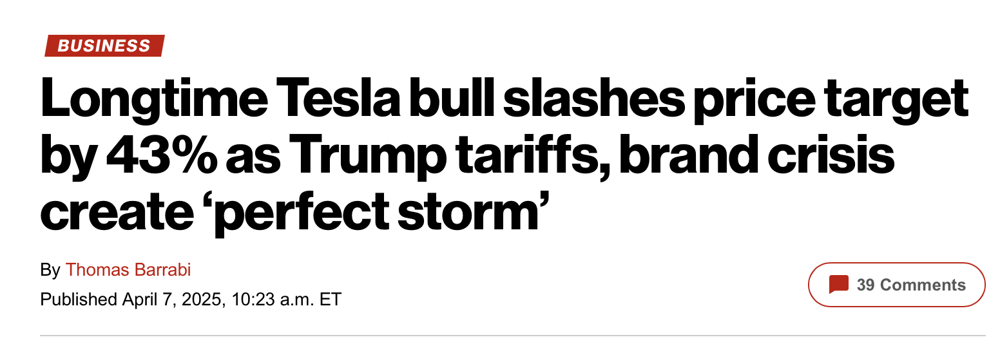 BUSINESS
Longtime Tesla bull slashes price target
by 43% as Trump tariffs, brand crisis
create ‘perfect storm’
By Thomas Barrabi
Published April 7, 2025, 10:23 a.m. ET
39 Comments